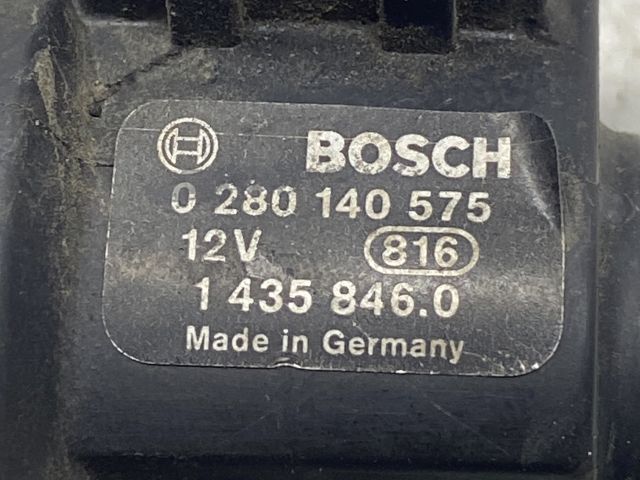 BOSCH
0 280 140 575
12V 816
1 435 846.0
Made in Germany